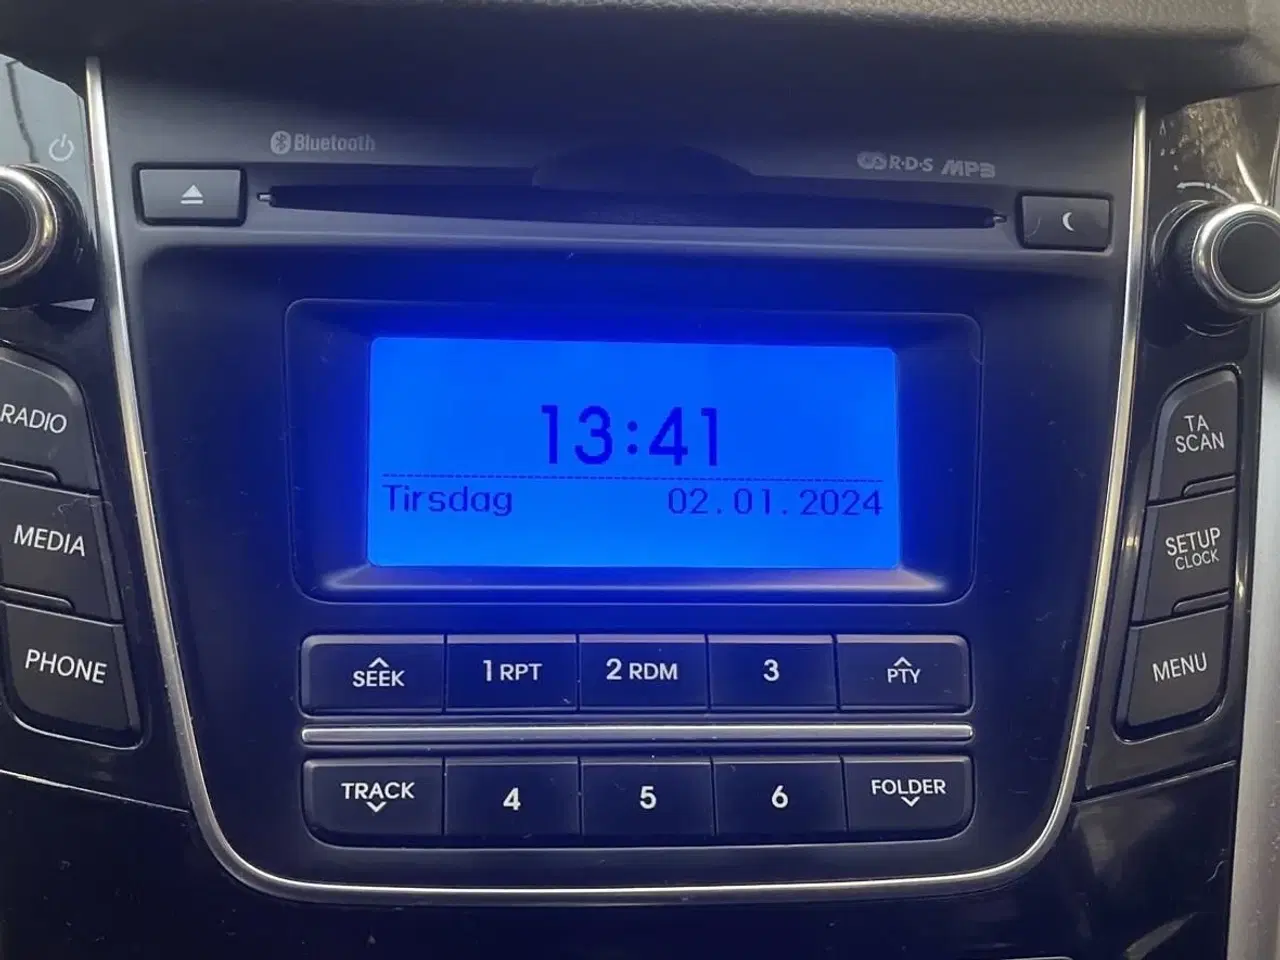 Bluetooth
R·D·S MP3
13:41
Tirsdag 02.01.2024
RADIO
MEDIA
PHONE
TA
SCAN
SETUP
CLOCK
MENU
SEEK 1 RPT 2 RDM 3 PTY
TRACK 4 5 6 FOLDER